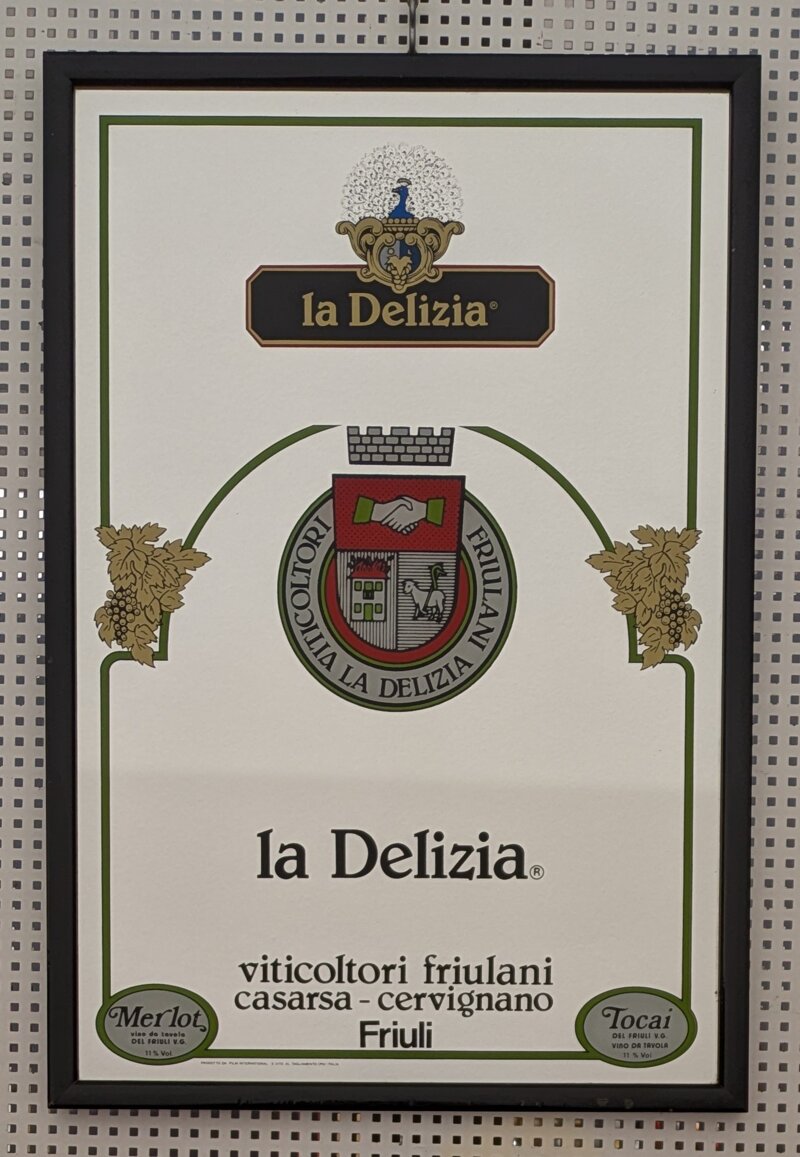 la Delizia®
VITICOLTORI FRIULANI LA DELIZIA
la Delizia®
viticoltori friulani
casarsa - cervignano
Friuli
Merlot
vino da tavola
DEL FRIULI V.G.
11% Vol
Tocai
DEL FRIULI V.G.
VINO DA TAVOLA
11% Vol